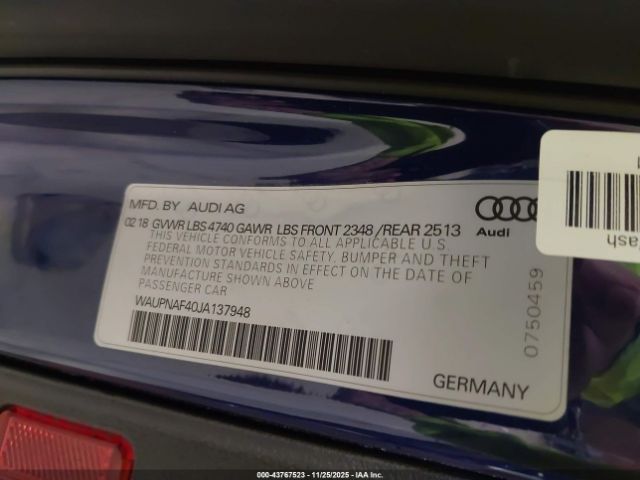 MFD. BY AUDI AG
02 18 GVWR LBS 4740 GAWR LBS FRONT 2348 /REAR 2513
THIS VEHICLE CONFORMS TO ALL APPLICABLE U.S.
FEDERAL MOTOR VEHICLE SAFETY, BUMPER AND THEFT
PREVENTION STANDARDS IN EFFECT ON THE DATE OF
MANUFACTURE SHOWN ABOVE
PASSENGER CAR
WAUPNAF40JA137948
Audi
0750459
GERMANY
ash
000-43767523 - 11/25/2025 - IAA Inc.